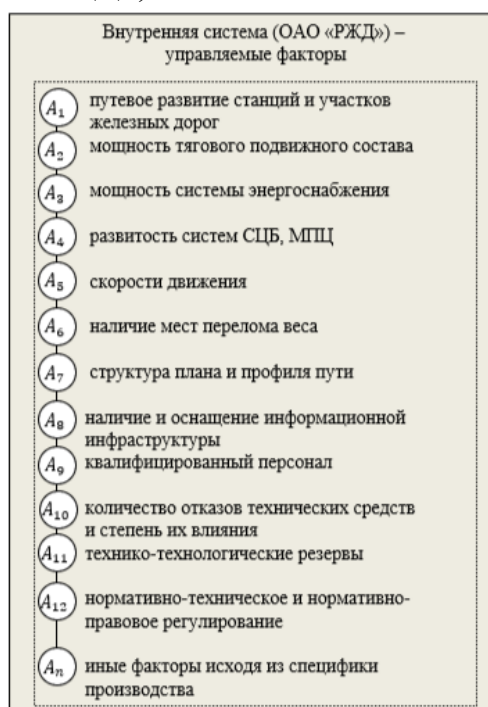 Внутренняя система (ОАО «РЖД») –
управляемые факторы
A₁ путевое развитие станций и участков
железных дорог
A₂ мощность тягового подвижного состава
A₃ мощность системы энергоснабжения
A₄ развитость систем СЦБ, МПЦ
A₅ скорости движения
A₆ наличие мест перелома веса
A₇ структура плана и профиля пути
A₈ наличие и оснащение информационной
инфраструктуры
A₉ квалифицированный персонал
A₁₀ количество отказов технических средств
и степень их влияния
A₁₁ технико-технологические резервы
A₁₂ нормативно-техническое и нормативно-
правовое регулирование
Aₙ иные факторы исходя из специфики
производства